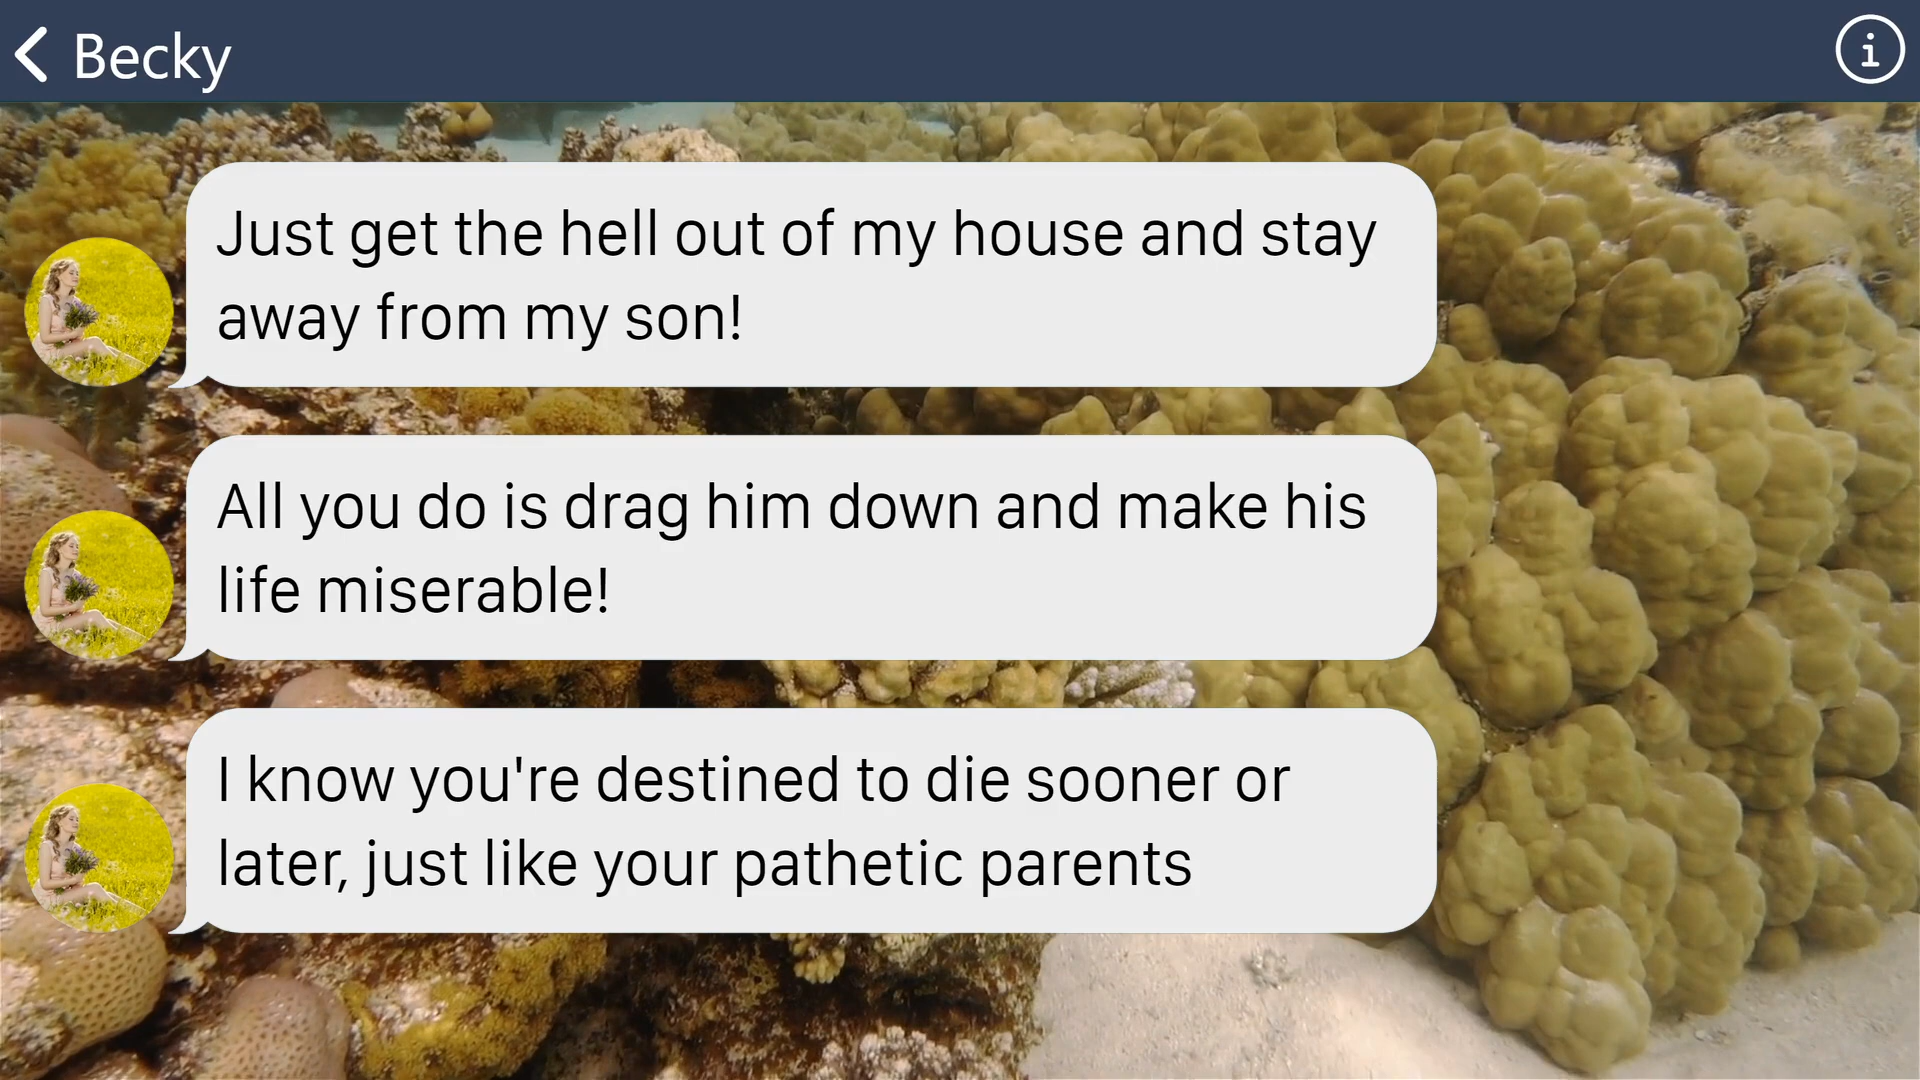 Becky
Just get the hell out of my house and stay
away from my son!
All you do is drag him down and make his
life miserable!
I know you're destined to die sooner or
later, just like your pathetic parents